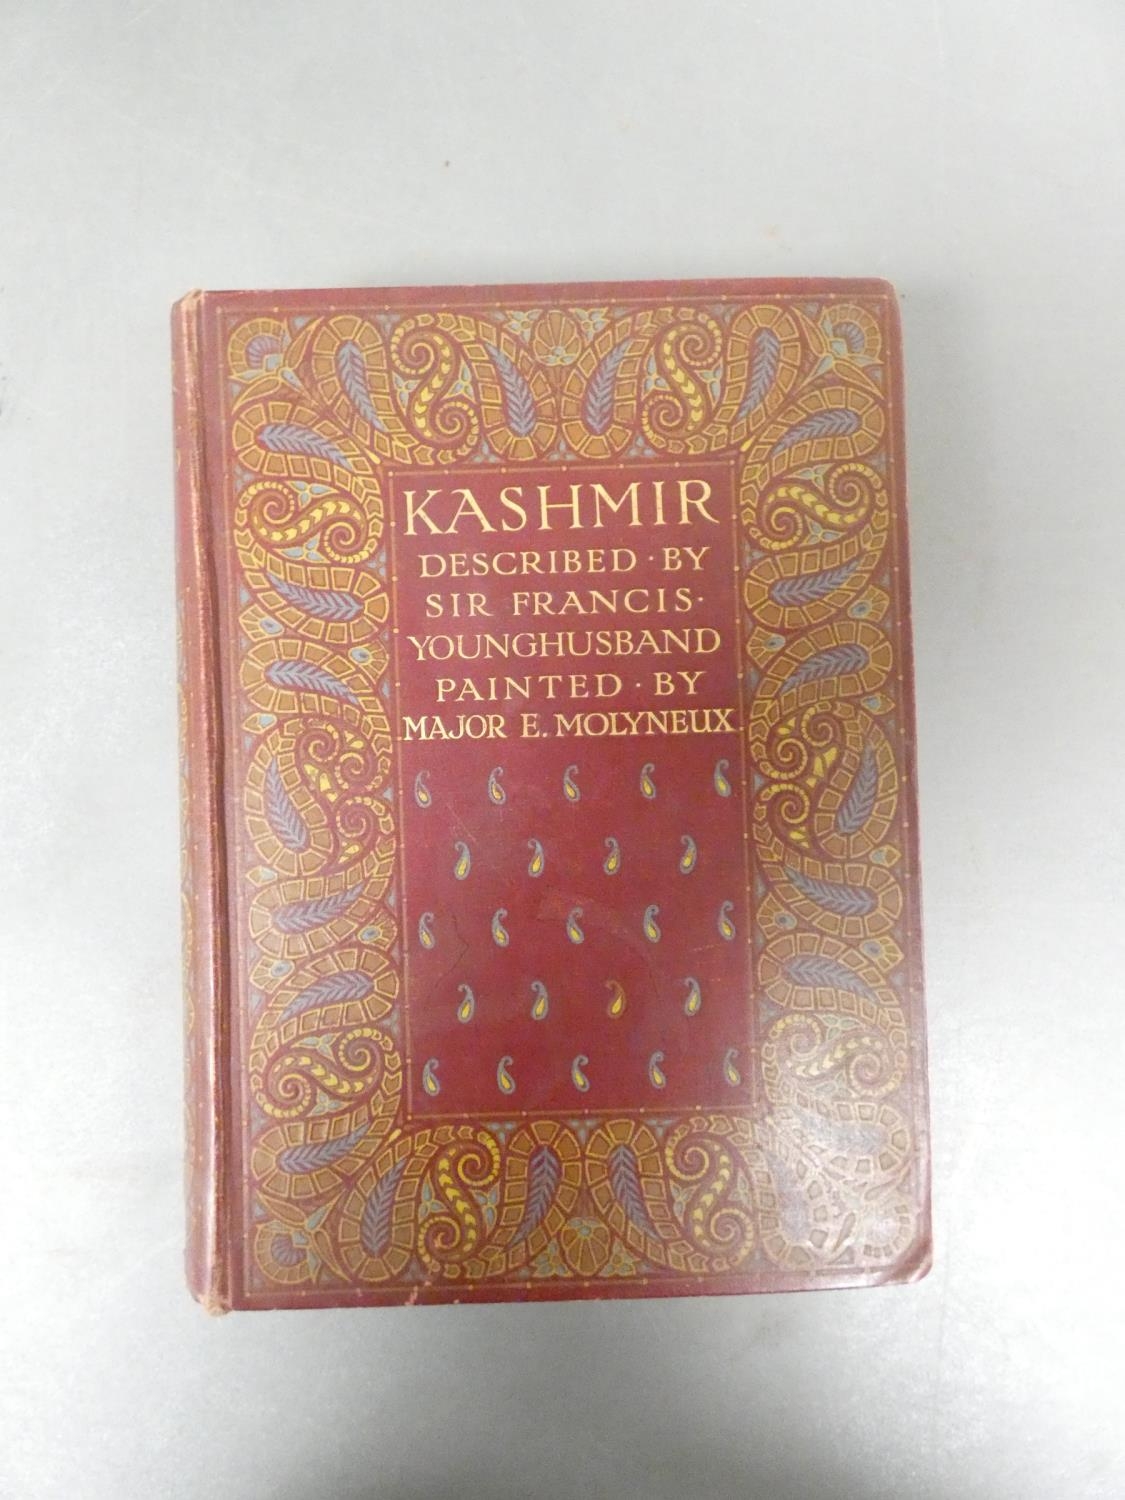 KASHMIR
DESCRIBED · BY
SIR FRANCIS ·
YOUNGHUSBAND
PAINTED · BY
MAJOR E. MOLYNEUX